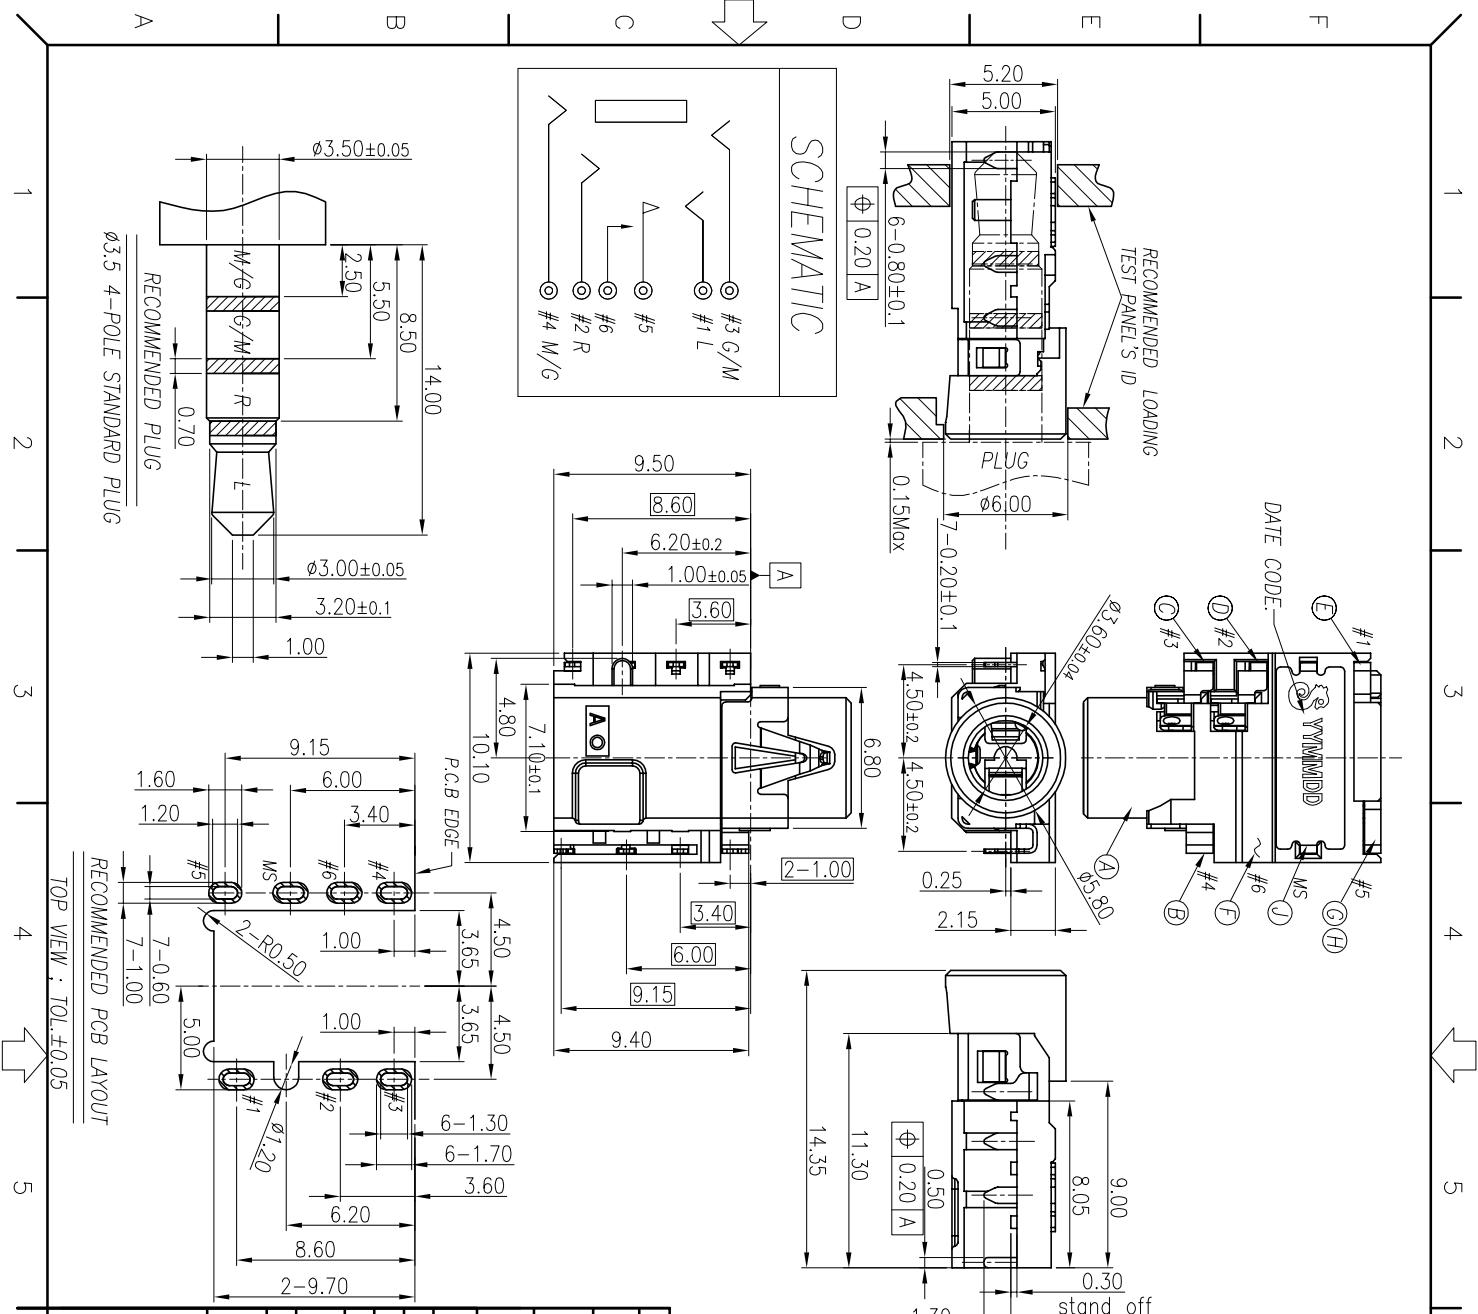 A
B
C
D
E
F
1
2
3
4
5
1
2
3
4
5
SCHEMATIC
#3 G/M
#1 L
#5
#6
#2 R
#4 M/G
5.20
5.00
6-0.80±0.1
⌖ 0.20 A
RECOMMENDED LOADING
TEST PANEL'S ID
PLUG
ø6.00
0.15Max
ø3.50±0.05
M/G
G/M
R
L
2.50
5.50
8.50
14.00
0.70
RECOMMENDED PLUG
ø3.5 4-POLE STANDARD PLUG
ø3.00±0.05
3.20±0.1
1.00
9.50
8.60
6.20±0.2
1.00±0.05
A
3.60
4.80
7.10±0.1
10.10
6.80
A
2-1.00
3.40
6.00
9.15
9.40
7-0.20±0.1
4.50±0.2
4.50±0.2
ø3.60±0.04
ø5.80
0.25
2.15
DATE CODE
C #3
D #2
E #1
YYMMDD
A
B #4
F #6
J MS
G H #5
9.15
6.00
3.40
1.60
1.20
P.C.B EDGE
#5
MS
#6
#4
2-R0.50
1.00
3.65
4.50
7-0.60
7-1.00
5.00
1.00
3.65
4.50
#1
#2
#3
ø1.20
6-1.30
6-1.70
3.60
6.20
8.60
2-9.70
RECOMMENDED PCB LAYOUT
TOP VIEW ; TOL.±0.05
14.35
11.30
⌖ 0.20 A
0.50
8.05
9.00
0.30
stand off
1.70